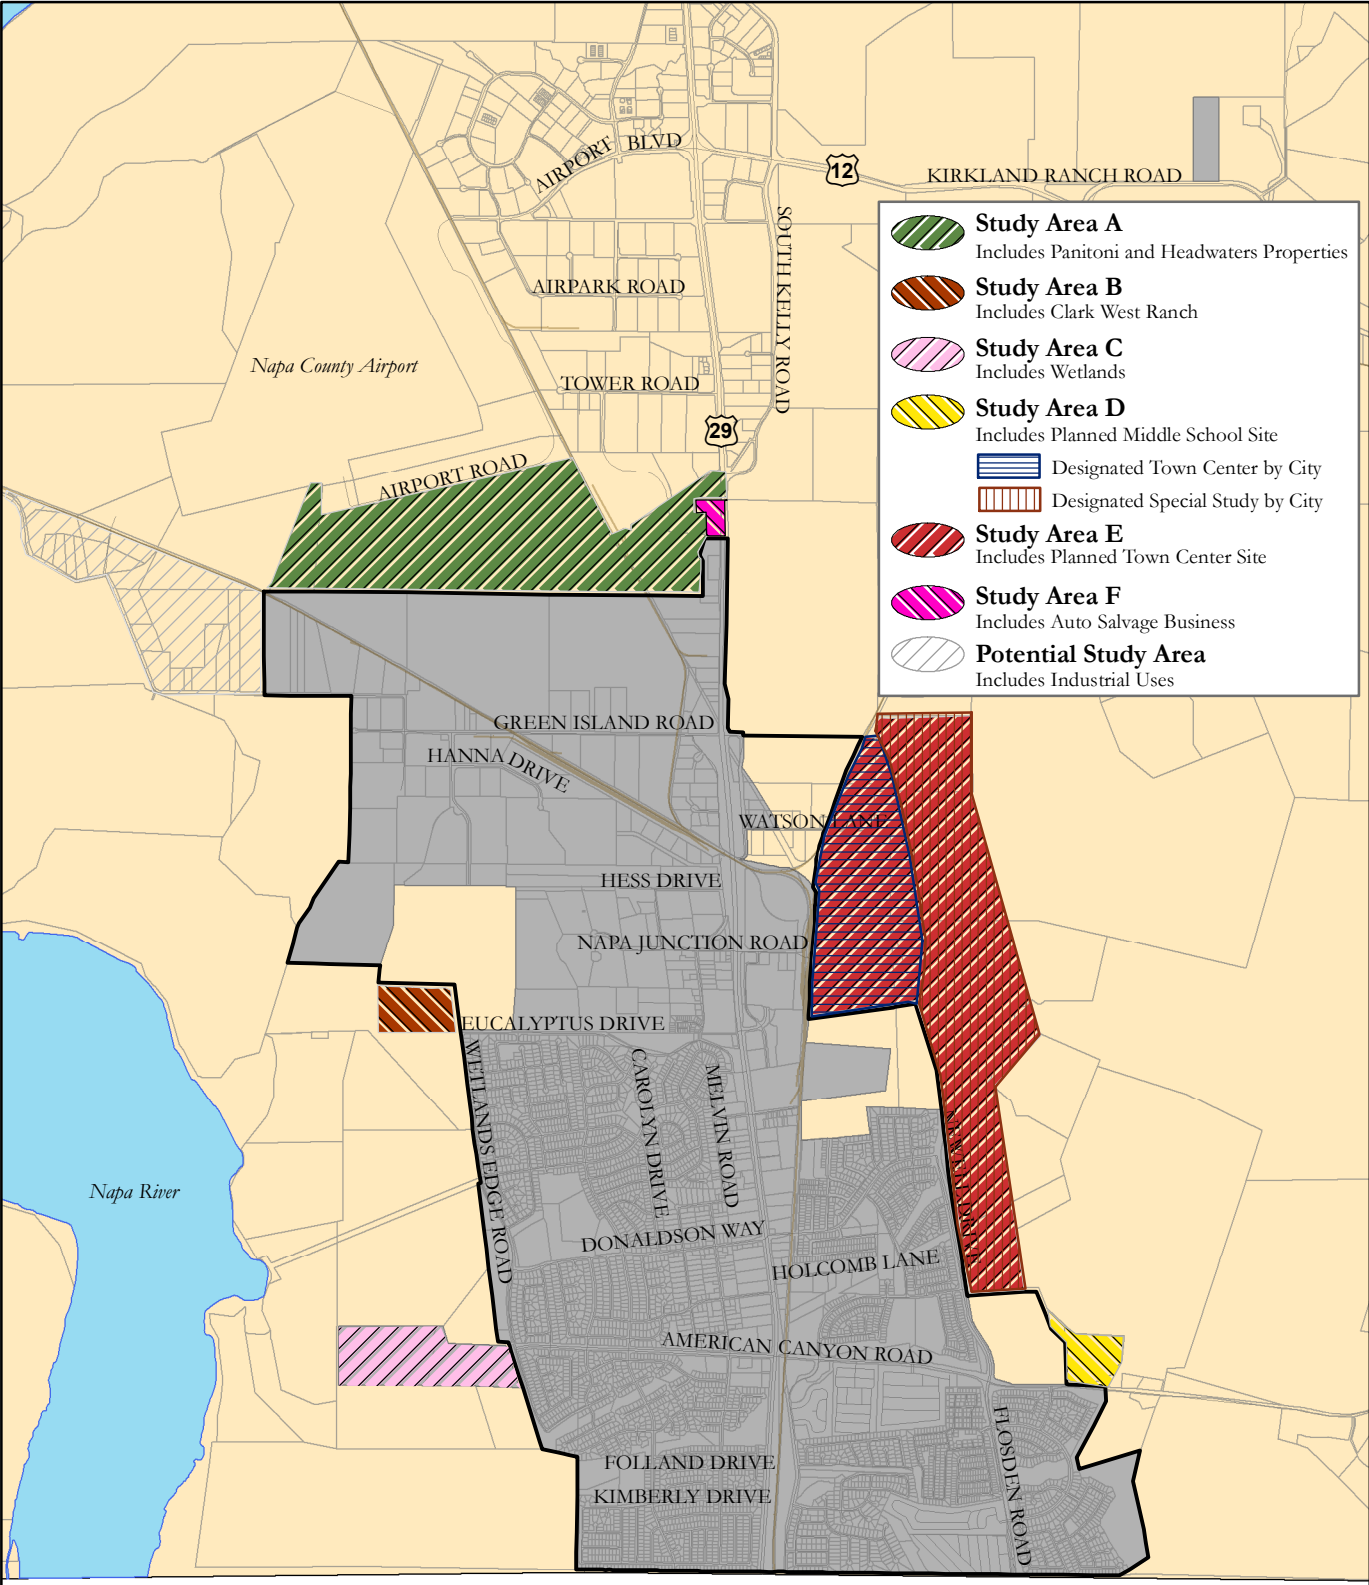 AIRPORT BLVD
12
KIRKLAND RANCH ROAD
SOUTH KELLY ROAD
AIRPARK ROAD
Napa County Airport
TOWER ROAD
29
AIRPORT ROAD
Study Area A
Includes Panitoni and Headwaters Properties
Study Area B
Includes Clark West Ranch
Study Area C
Includes Wetlands
Study Area D
Includes Planned Middle School Site
Designated Town Center by City
Designated Special Study by City
Study Area E
Includes Planned Town Center Site
Study Area F
Includes Auto Salvage Business
Potential Study Area
Includes Industrial Uses
GREEN ISLAND ROAD
HANNA DRIVE
WATSON LANE
HESS DRIVE
NAPA JUNCTION ROAD
EUCALYPTUS DRIVE
WETLANDS EDGE ROAD
CAROLYN DRIVE
MELVIN ROAD
NEWELL DRIVE
Napa River
DONALDSON WAY
HOLCOMB LANE
AMERICAN CANYON ROAD
FLOSDEN ROAD
FOLLAND DRIVE
KIMBERLY DRIVE